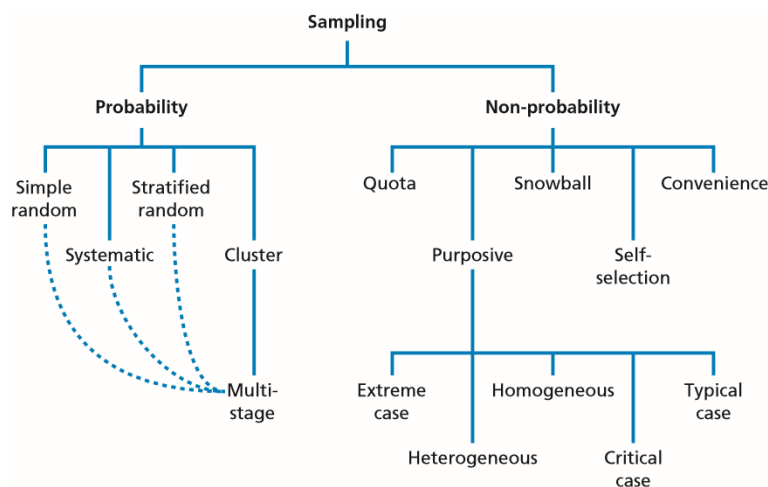 Sampling
Probability
Non-probability
Simple
random
Stratified
random
Quota
Snowball
Convenience
Systematic
Cluster
Purposive
Self-
selection
Multi-
stage
Extreme
case
Homogeneous
Typical
case
Heterogeneous
Critical
case